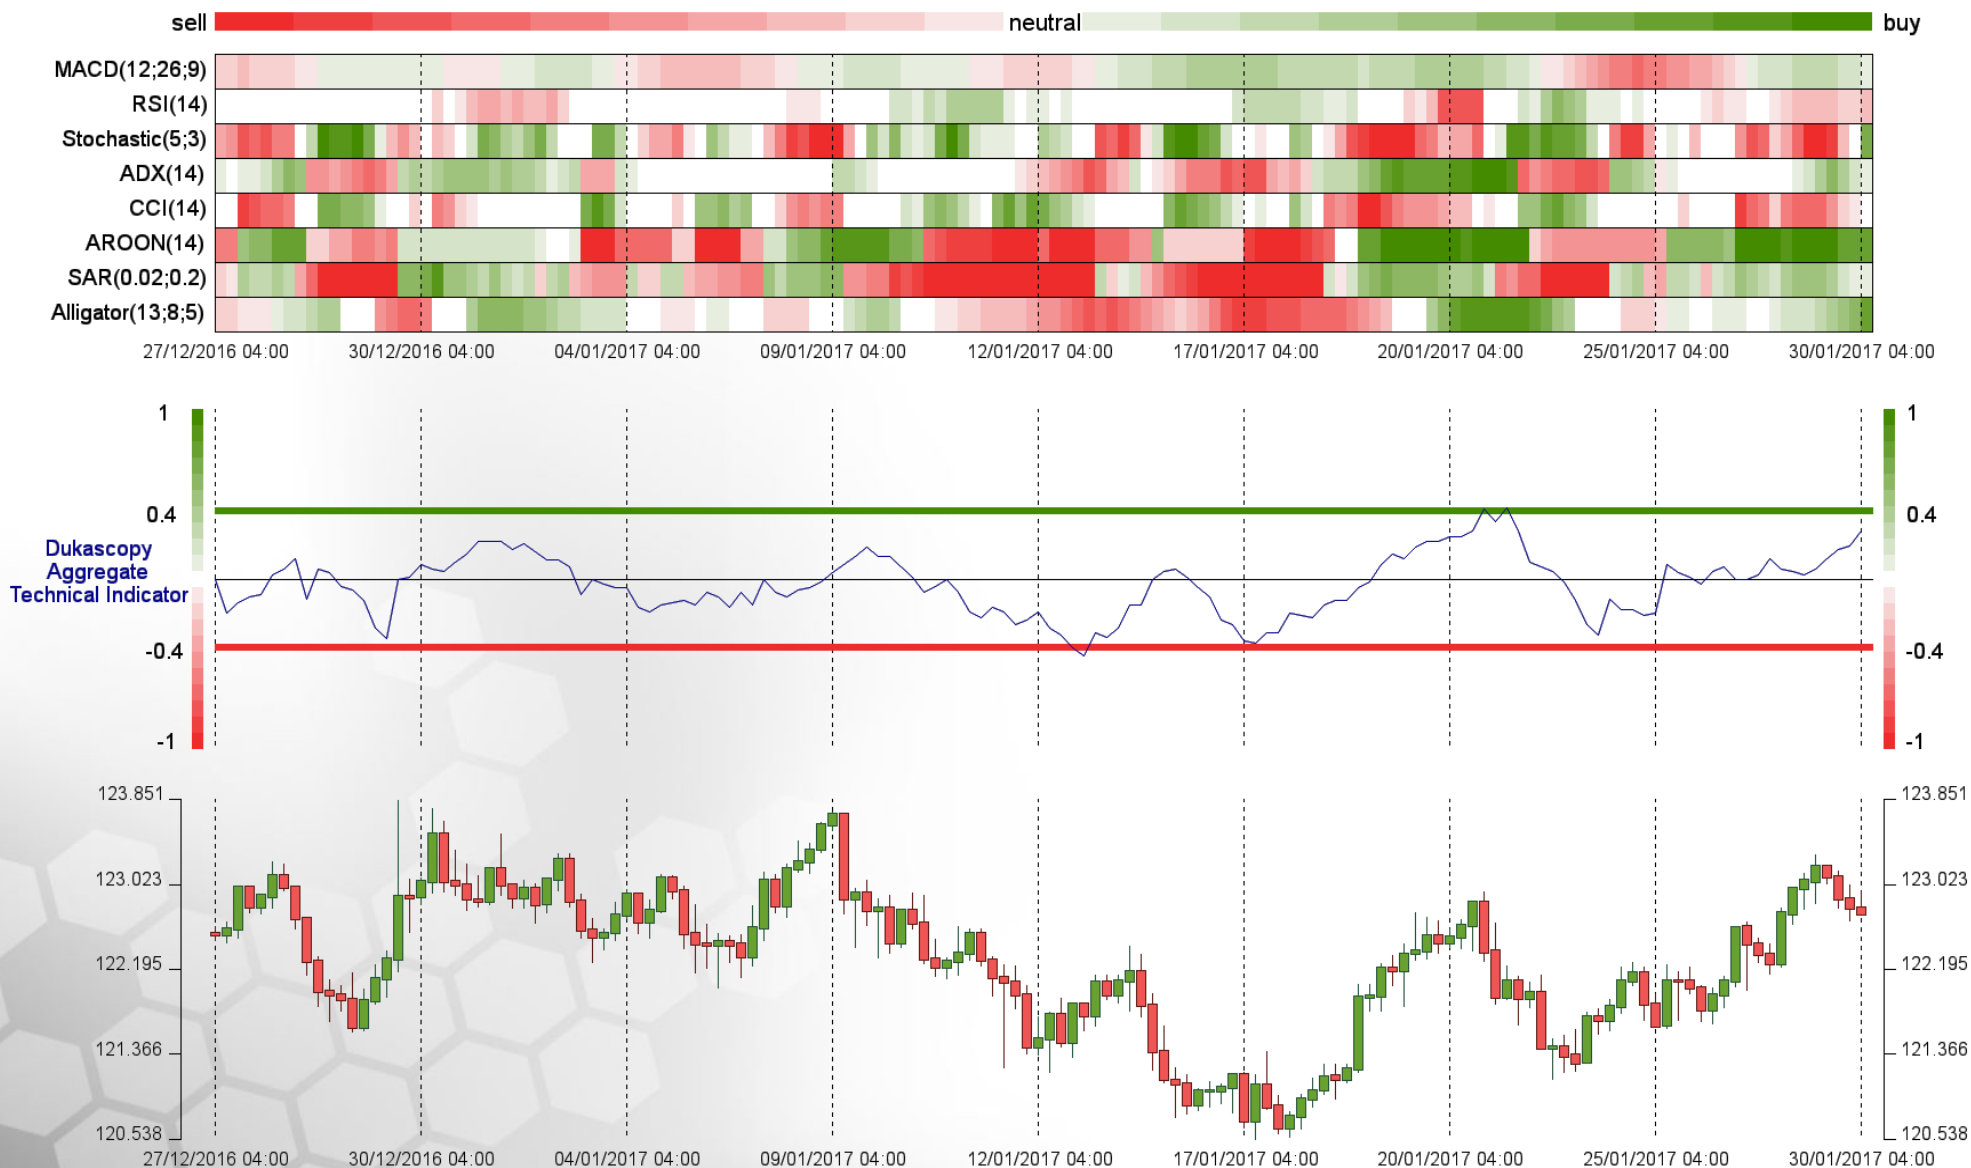 sell neutral buy
MACD(12;26;9)
RSI(14)
Stochastic(5;3)
ADX(14)
CCI(14)
AROON(14)
SAR(0.02;0.2)
Alligator(13;8;5)
27/12/2016 04:00 30/12/2016 04:00 04/01/2017 04:00 09/01/2017 04:00 12/01/2017 04:00 17/01/2017 04:00 20/01/2017 04:00 25/01/2017 04:00 30/01/2017 04:00
1 1
0.4 0.4
Dukascopy
Aggregate
Technical Indicator
-0.4 -0.4
-1 -1
123.851 123.851
123.023 123.023
122.195 122.195
121.366 121.366
120.538 120.538
27/12/2016 04:00 30/12/2016 04:00 04/01/2017 04:00 09/01/2017 04:00 12/01/2017 04:00 17/01/2017 04:00 20/01/2017 04:00 25/01/2017 04:00 30/01/2017 04:00